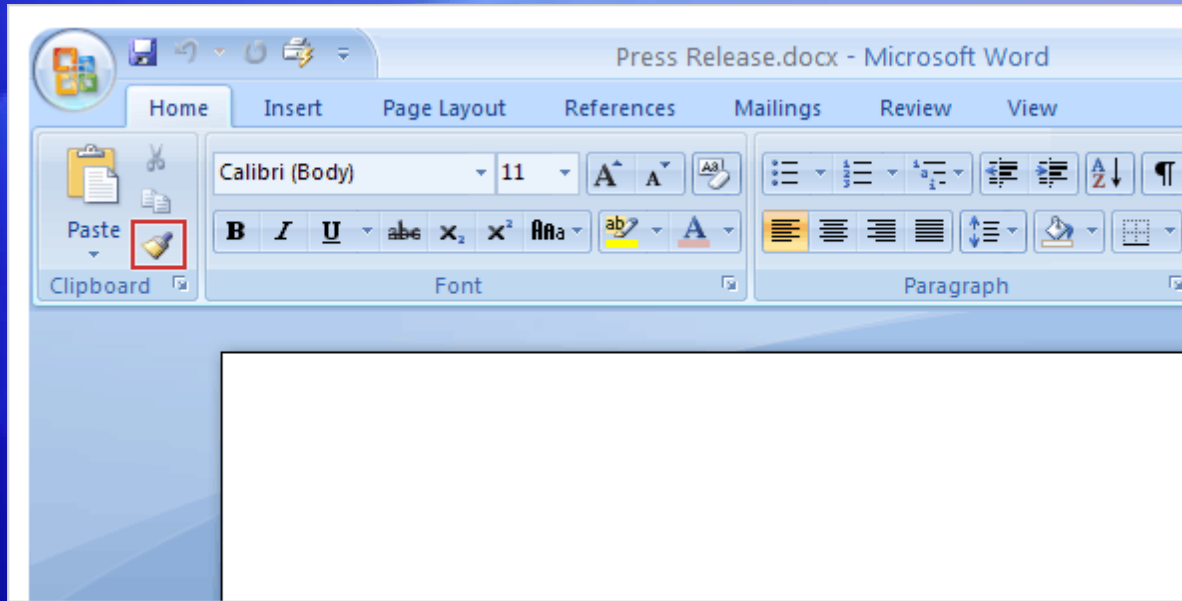 Press Release.docx - Microsoft Word
Home Insert Page Layout References Mailings Review View
Calibri (Body) 11
Paste
Clipboard Font Paragraph